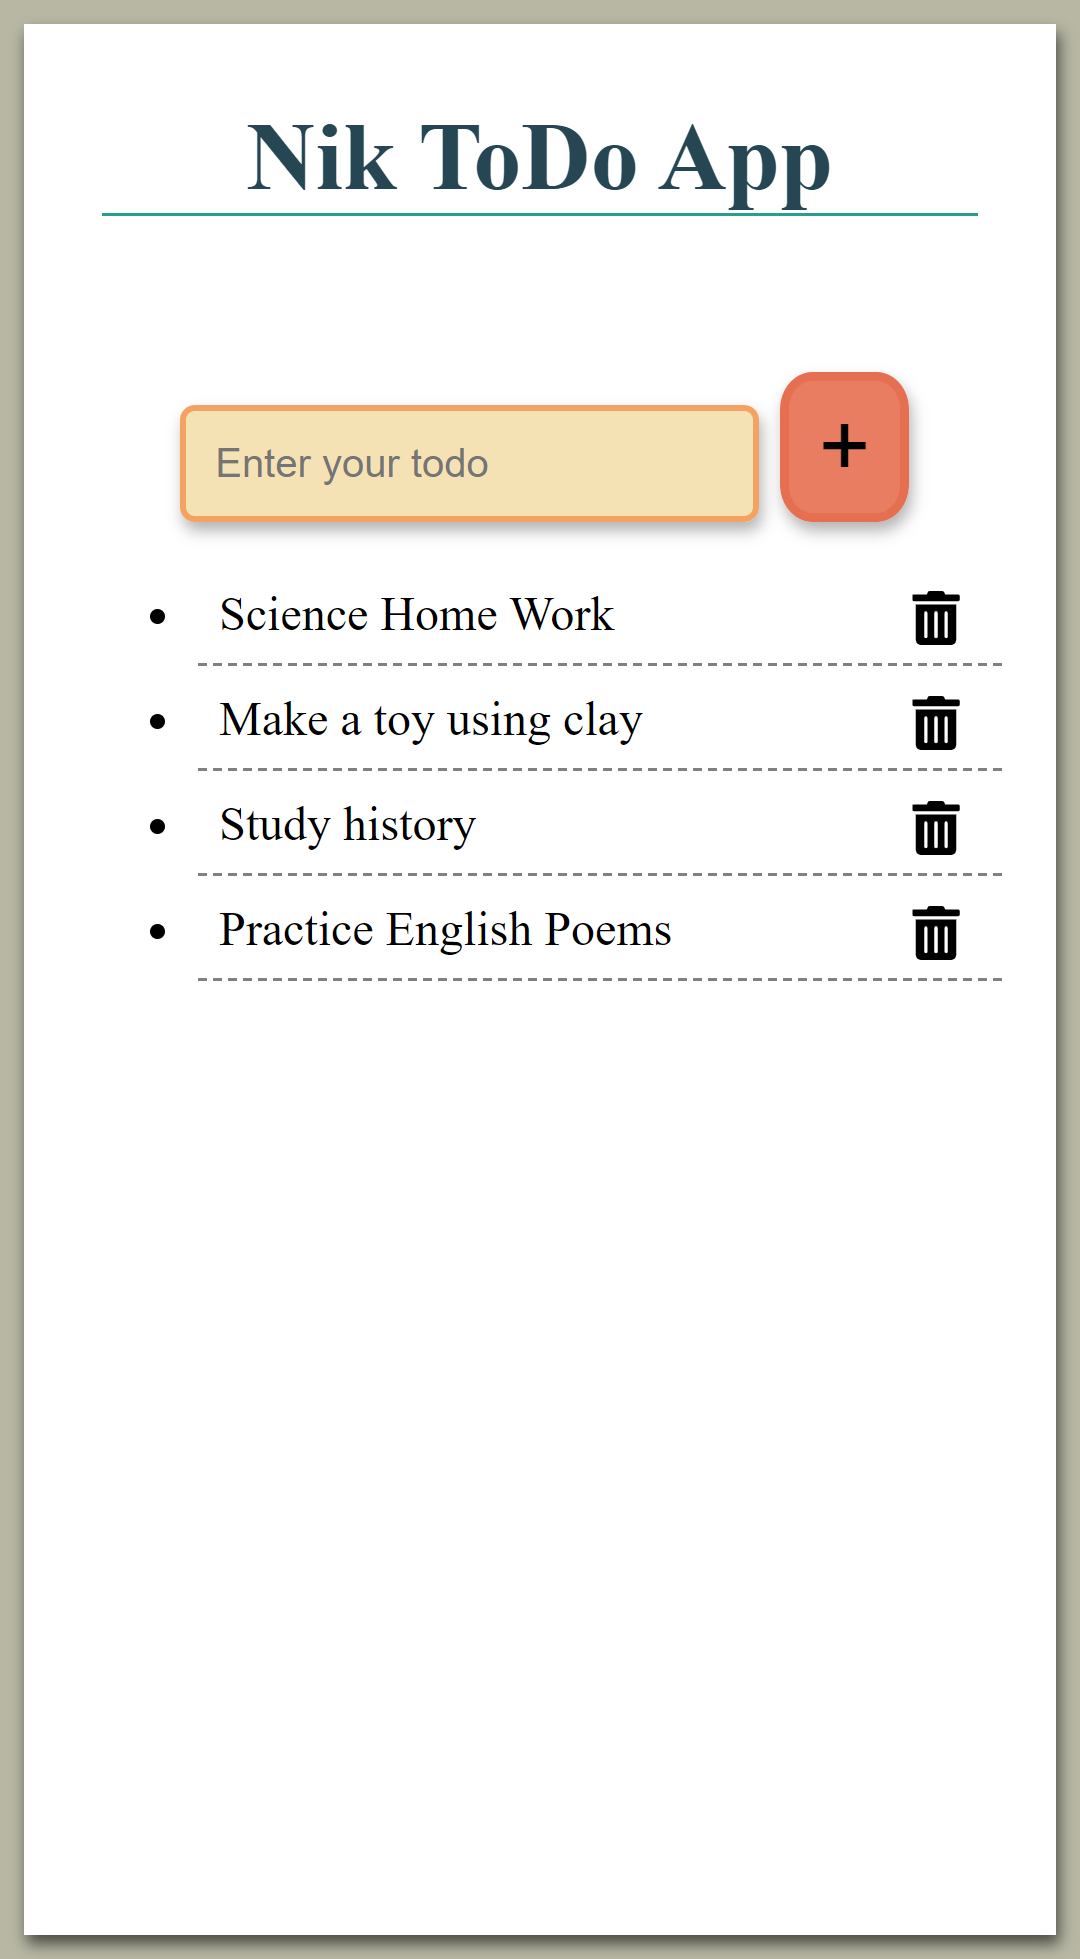 Nik ToDo App
Enter your todo
+
Science Home Work
Make a toy using clay
Study history
Practice English Poems